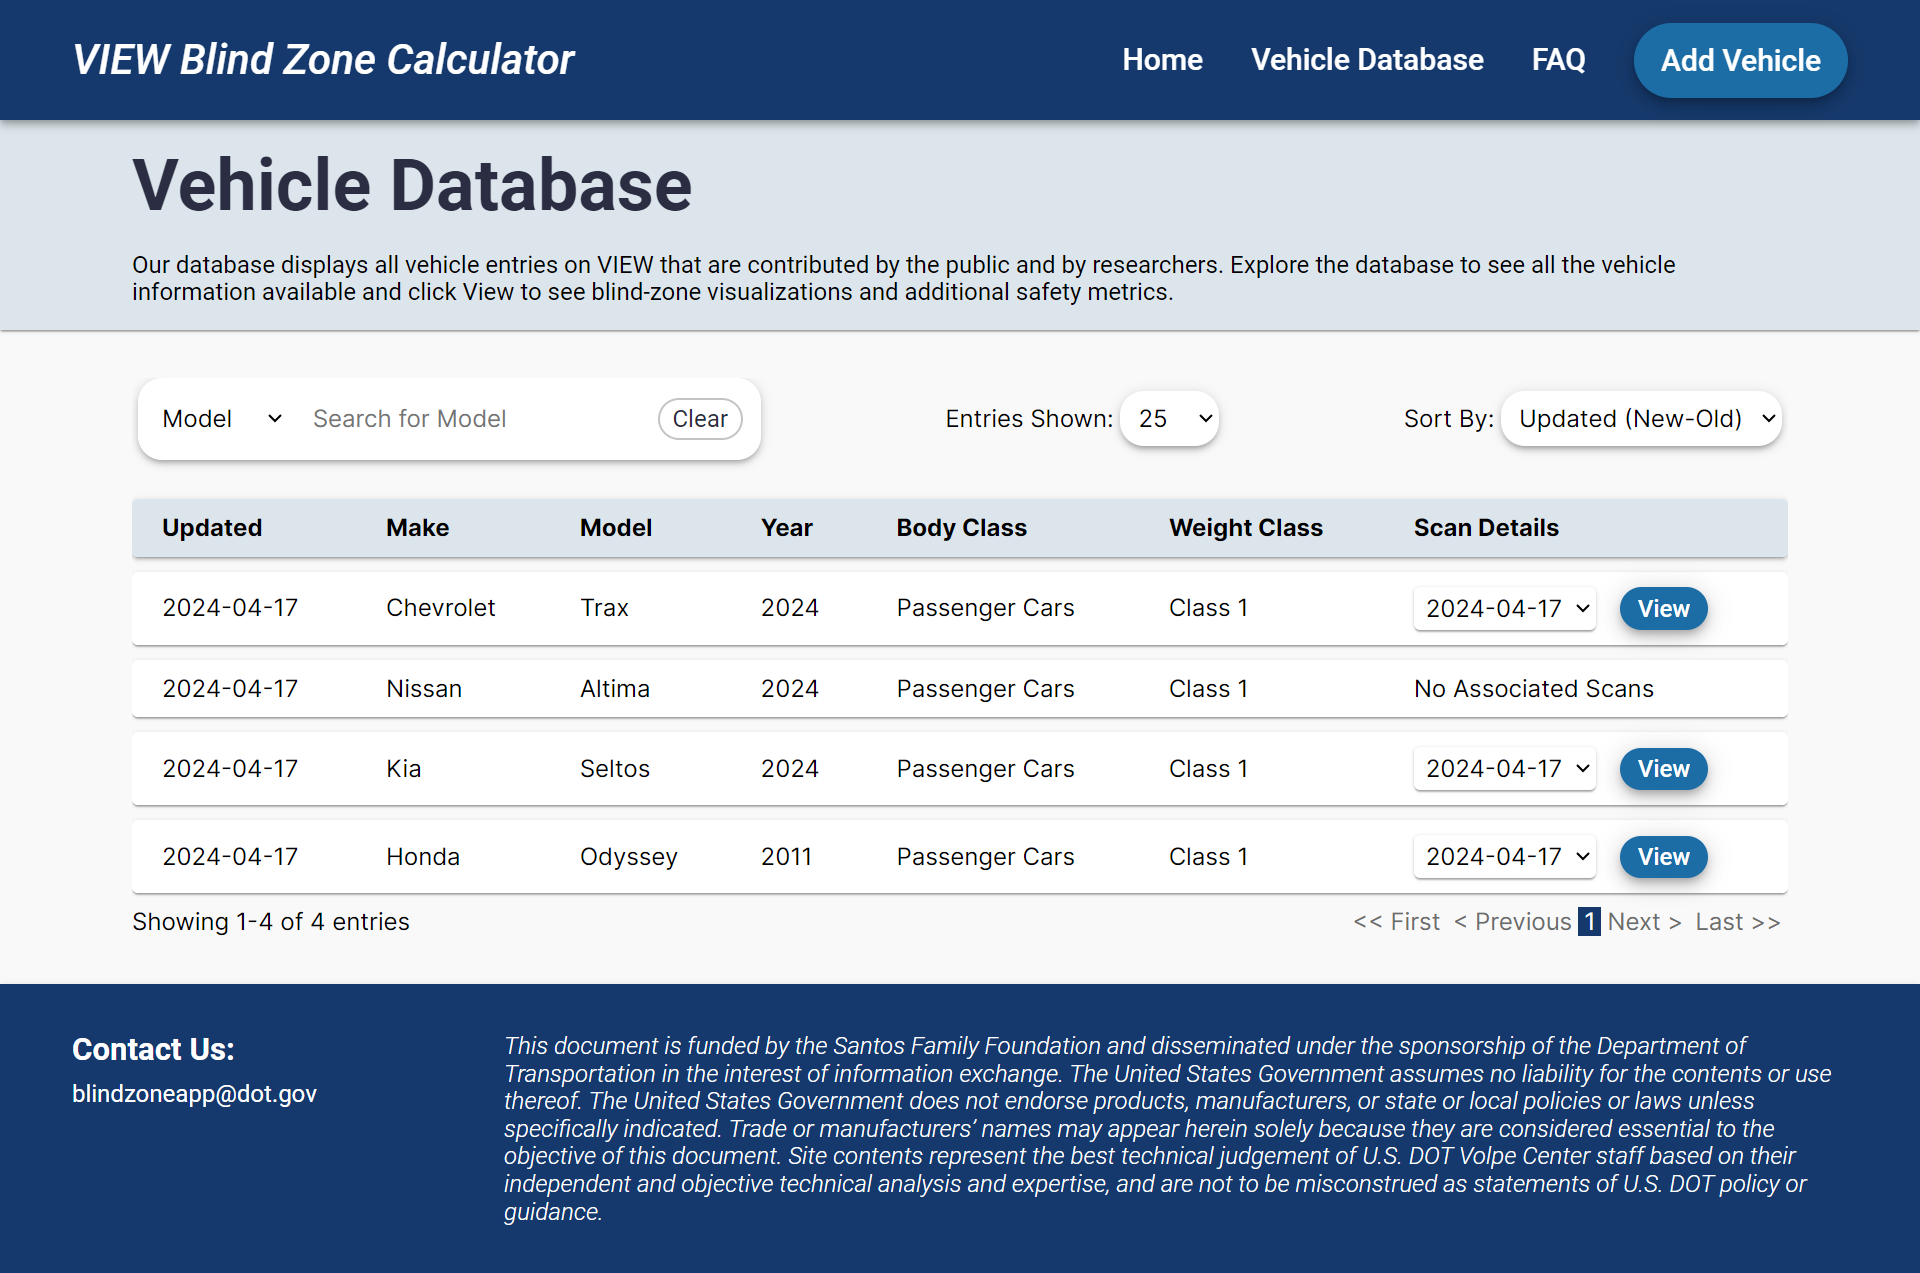 VIEW Blind Zone Calculator Home Vehicle Database FAQ Add Vehicle
Vehicle Database
Our database displays all vehicle entries on VIEW that are contributed by the public and by researchers. Explore the database to see all the vehicle
information available and click View to see blind-zone visualizations and additional safety metrics.
Model Search for Model Clear Entries Shown: 25 Sort By: Updated (New-Old)
Updated Make Model Year Body Class Weight Class Scan Details
2024-04-17 Chevrolet Trax 2024 Passenger Cars Class 1 2024-04-17 View
2024-04-17 Nissan Altima 2024 Passenger Cars Class 1 No Associated Scans
2024-04-17 Kia Seltos 2024 Passenger Cars Class 1 2024-04-17 View
2024-04-17 Honda Odyssey 2011 Passenger Cars Class 1 2024-04-17 View
Showing 1-4 of 4 entries << First < Previous 1 Next > Last >>
Contact Us:
blindzoneapp@dot.gov
This document is funded by the Santos Family Foundation and disseminated under the sponsorship of the Department of
Transportation in the interest of information exchange. The United States Government assumes no liability for the contents or use
thereof. The United States Government does not endorse products, manufacturers, or state or local policies or laws unless
specifically indicated. Trade or manufacturers’ names may appear herein solely because they are considered essential to the
objective of this document. Site contents represent the best technical judgement of U.S. DOT Volpe Center staff based on their
independent and objective technical analysis and expertise, and are not to be misconstrued as statements of U.S. DOT policy or
guidance.